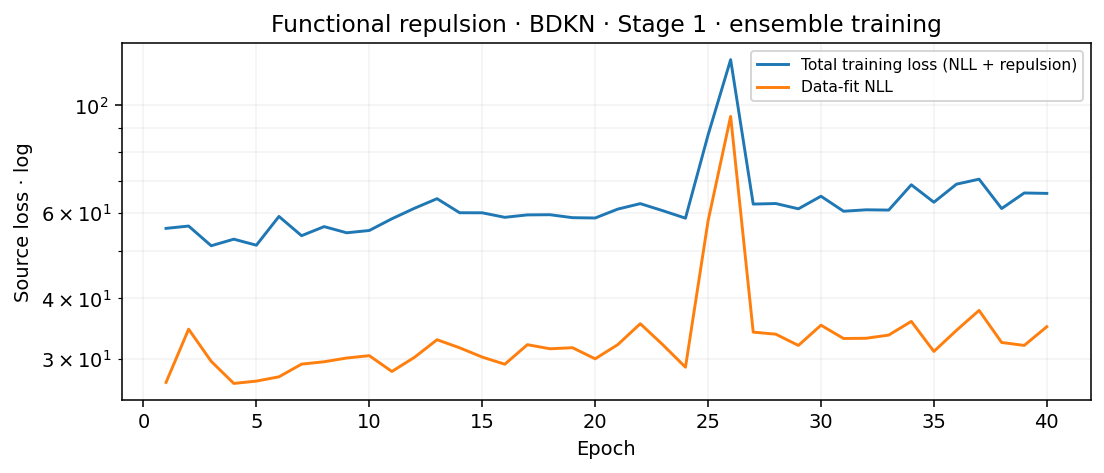 Functional repulsion · BDKN · Stage 1 · ensemble training
Total training loss (NLL + repulsion)
Data-fit NLL
Source loss · log
10²
6 × 10¹
4 × 10¹
3 × 10¹
0 5 10 15 20 25 30 35 40
Epoch